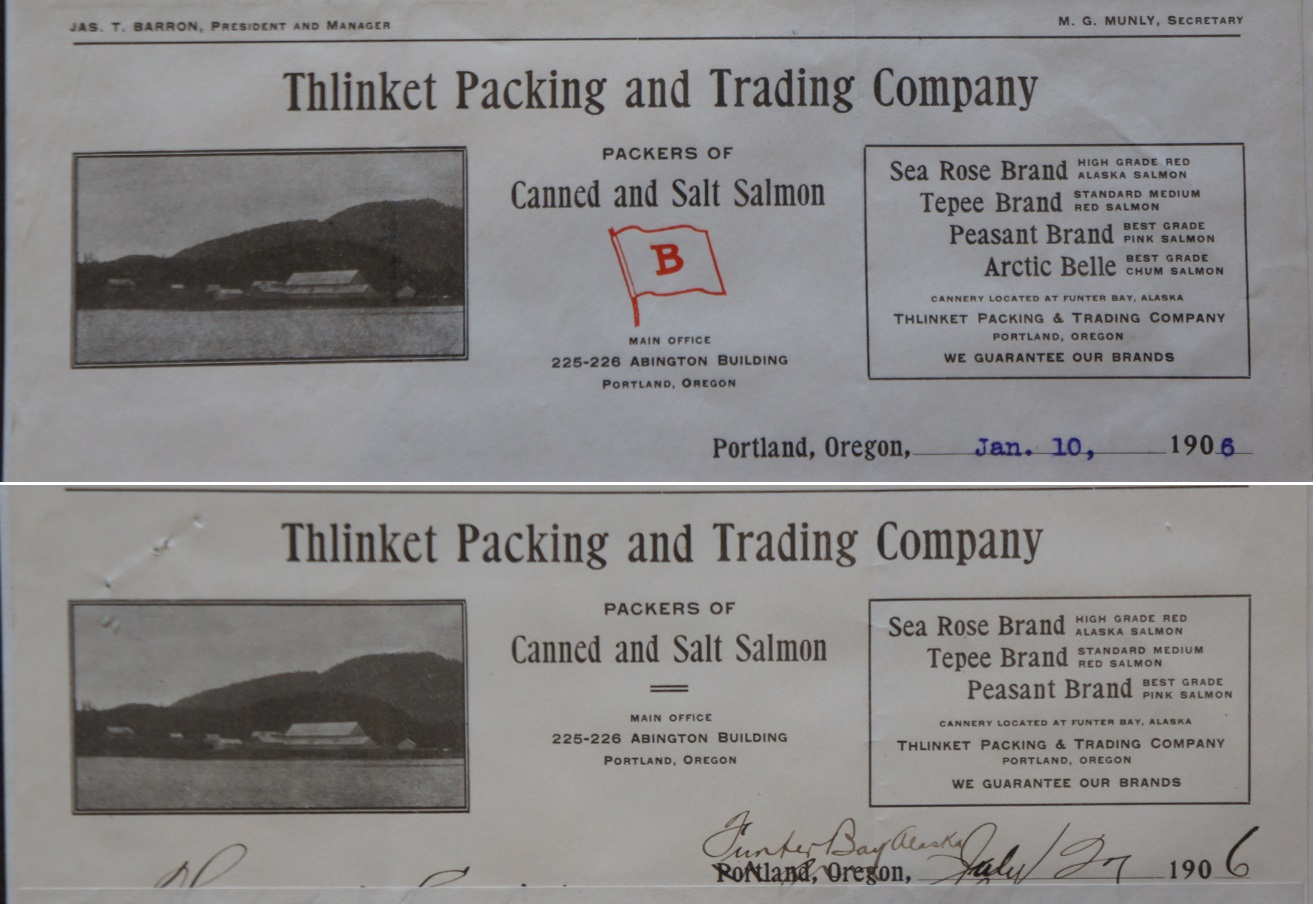 JAS. T. BARRON, PRESIDENT AND MANAGER
M. G. MUNLY, SECRETARY
Thlinket Packing and Trading Company
PACKERS OF
Canned and Salt Salmon
B
MAIN OFFICE
225-226 ABINGTON BUILDING
PORTLAND, OREGON
Sea Rose Brand HIGH GRADE RED ALASKA SALMON
Tepee Brand STANDARD MEDIUM RED SALMON
Peasant Brand BEST GRADE PINK SALMON
Arctic Belle BEST GRADE CHUM SALMON
CANNERY LOCATED AT FUNTER BAY, ALASKA
THLINKET PACKING & TRADING COMPANY
PORTLAND, OREGON
WE GUARANTEE OUR BRANDS
Portland, Oregon, Jan. 10, 1906
Thlinket Packing and Trading Company
PACKERS OF
Canned and Salt Salmon
MAIN OFFICE
225-226 ABINGTON BUILDING
PORTLAND, OREGON
Sea Rose Brand HIGH GRADE RED ALASKA SALMON
Tepee Brand STANDARD MEDIUM RED SALMON
Peasant Brand BEST GRADE PINK SALMON
CANNERY LOCATED AT FUNTER BAY, ALASKA
THLINKET PACKING & TRADING COMPANY
PORTLAND, OREGON
WE GUARANTEE OUR BRANDS
Funter Bay Alaska
Portland, Oregon, July 27 1906